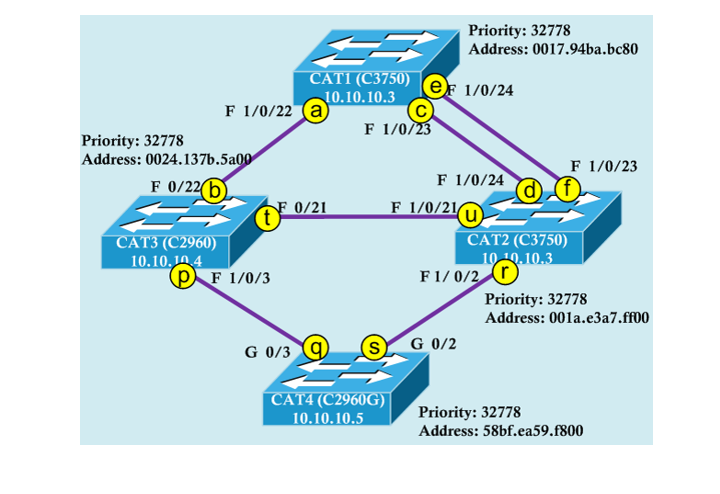 Priority: 32778
Address: 0017.94ba.bc80
CAT1 (C3750)
10.10.10.3
e
F 1/0/24
F 1/0/22
a
c
F 1/0/23
Priority: 32778
Address: 0024.137b.5a00
F 1/0/23
F 0/22
b
F 1/0/24
d
f
t
F 0/21
F 1/0/21
u
CAT3 (C2960)
10.10.10.4
CAT2 (C3750)
10.10.10.3
p
F 1/0/3
F 1/ 0/2
r
Priority: 32778
Address: 001a.e3a7.ff00
G 0/3
q
s
G 0/2
CAT4 (C2960G)
10.10.10.5
Priority: 32778
Address: 58bf.ea59.f800